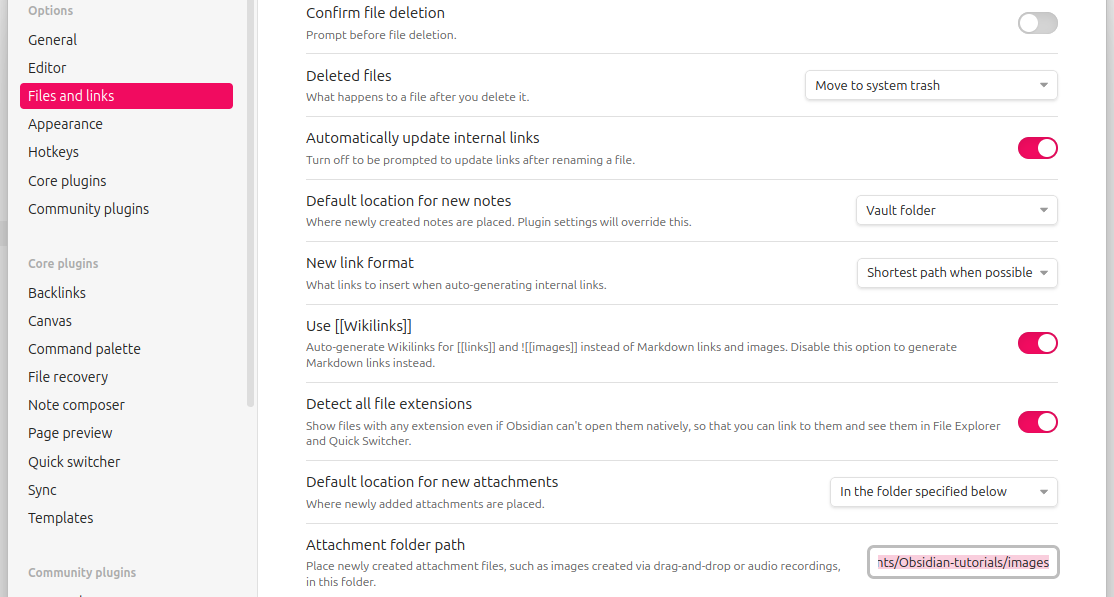 Options
General
Editor
Files and links
Appearance
Hotkeys
Core plugins
Community plugins
Core plugins
Backlinks
Canvas
Command palette
File recovery
Note composer
Page preview
Quick switcher
Sync
Templates
Community plugins
Confirm file deletion
Prompt before file deletion.
Deleted files
What happens to a file after you delete it.
Move to system trash
Automatically update internal links
Turn off to be prompted to update links after renaming a file.
Default location for new notes
Where newly created notes are placed. Plugin settings will override this.
Vault folder
New link format
What links to insert when auto-generating internal links.
Shortest path when possible
Use [[Wikilinks]]
Auto-generate Wikilinks for [[links]] and ![[images]] instead of Markdown links and images. Disable this option to generate
Markdown links instead.
Detect all file extensions
Show files with any extension even if Obsidian can't open them natively, so that you can link to them and see them in File Explorer
and Quick Switcher.
Default location for new attachments
Where newly added attachments are placed.
In the folder specified below
Attachment folder path
Place newly created attachment files, such as images created via drag-and-drop or audio recordings,
in this folder.
nts/Obsidian-tutorials/images